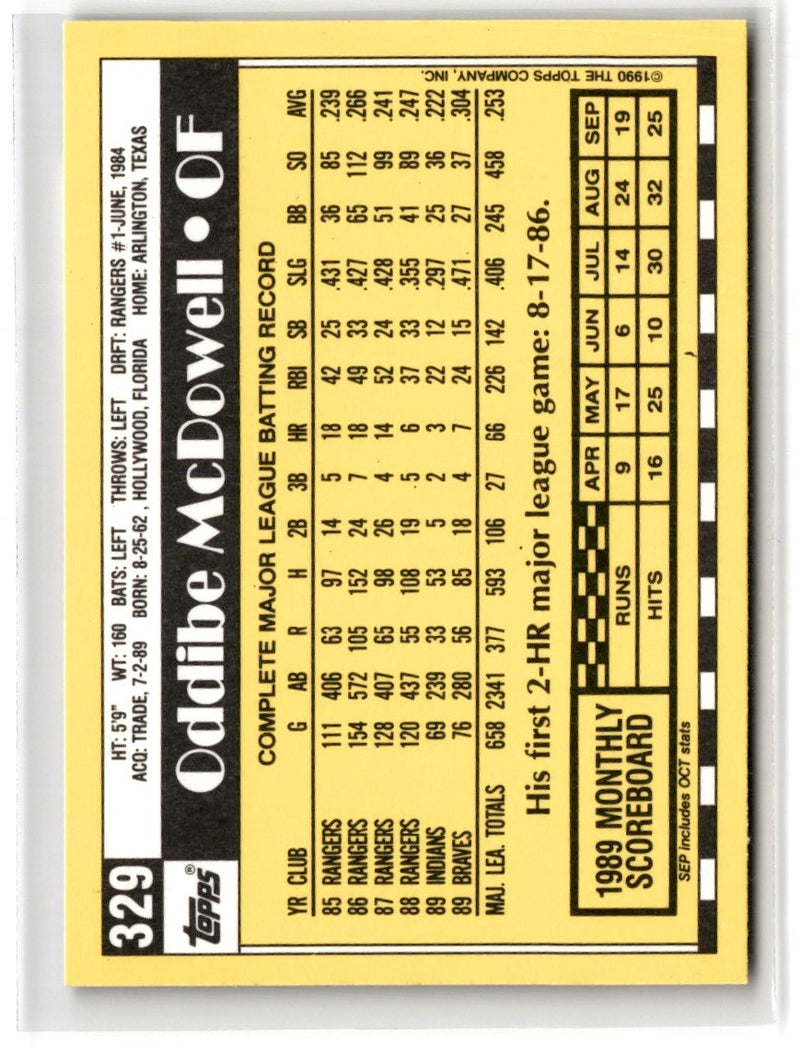 329
HT: 5'9" WT: 160 BATS: LEFT THROWS: LEFT DRFT: RANGERS #1-JUNE, 1984
ACQ: TRADE, 7-2-89 BORN: 8-25-62 , HOLLYWOOD, FLORIDA HOME: ARLINGTON, TEXAS
topps®
Oddibe McDowell • OF
COMPLETE MAJOR LEAGUE BATTING RECORD
YR CLUB G AB R H 2B 3B HR RBI SB SLG BB SO AVG
85 RANGERS 111 406 63 97 14 5 18 42 25 .431 36 85 .239
86 RANGERS 154 572 105 152 24 7 18 49 33 .427 65 112 .266
87 RANGERS 128 407 65 98 26 4 14 52 24 .428 51 99 .241
88 RANGERS 120 437 55 108 19 5 6 37 33 .355 41 89 .247
89 INDIANS 69 239 33 53 5 2 3 22 12 .297 25 36 .222
89 BRAVES 76 280 56 85 18 4 7 24 15 .471 27 37 .304
MAJ. LEA. TOTALS 658 2341 377 593 106 27 66 226 142 .406 245 458 .253
His first 2-HR major league game: 8-17-86.
1989 MONTHLY
SCOREBOARD
APR MAY JUN JUL AUG SEP
RUNS 9 17 6 14 24 19
HITS 16 25 10 30 32 25
SEP includes OCT stats
©1990 THE TOPPS COMPANY, INC.